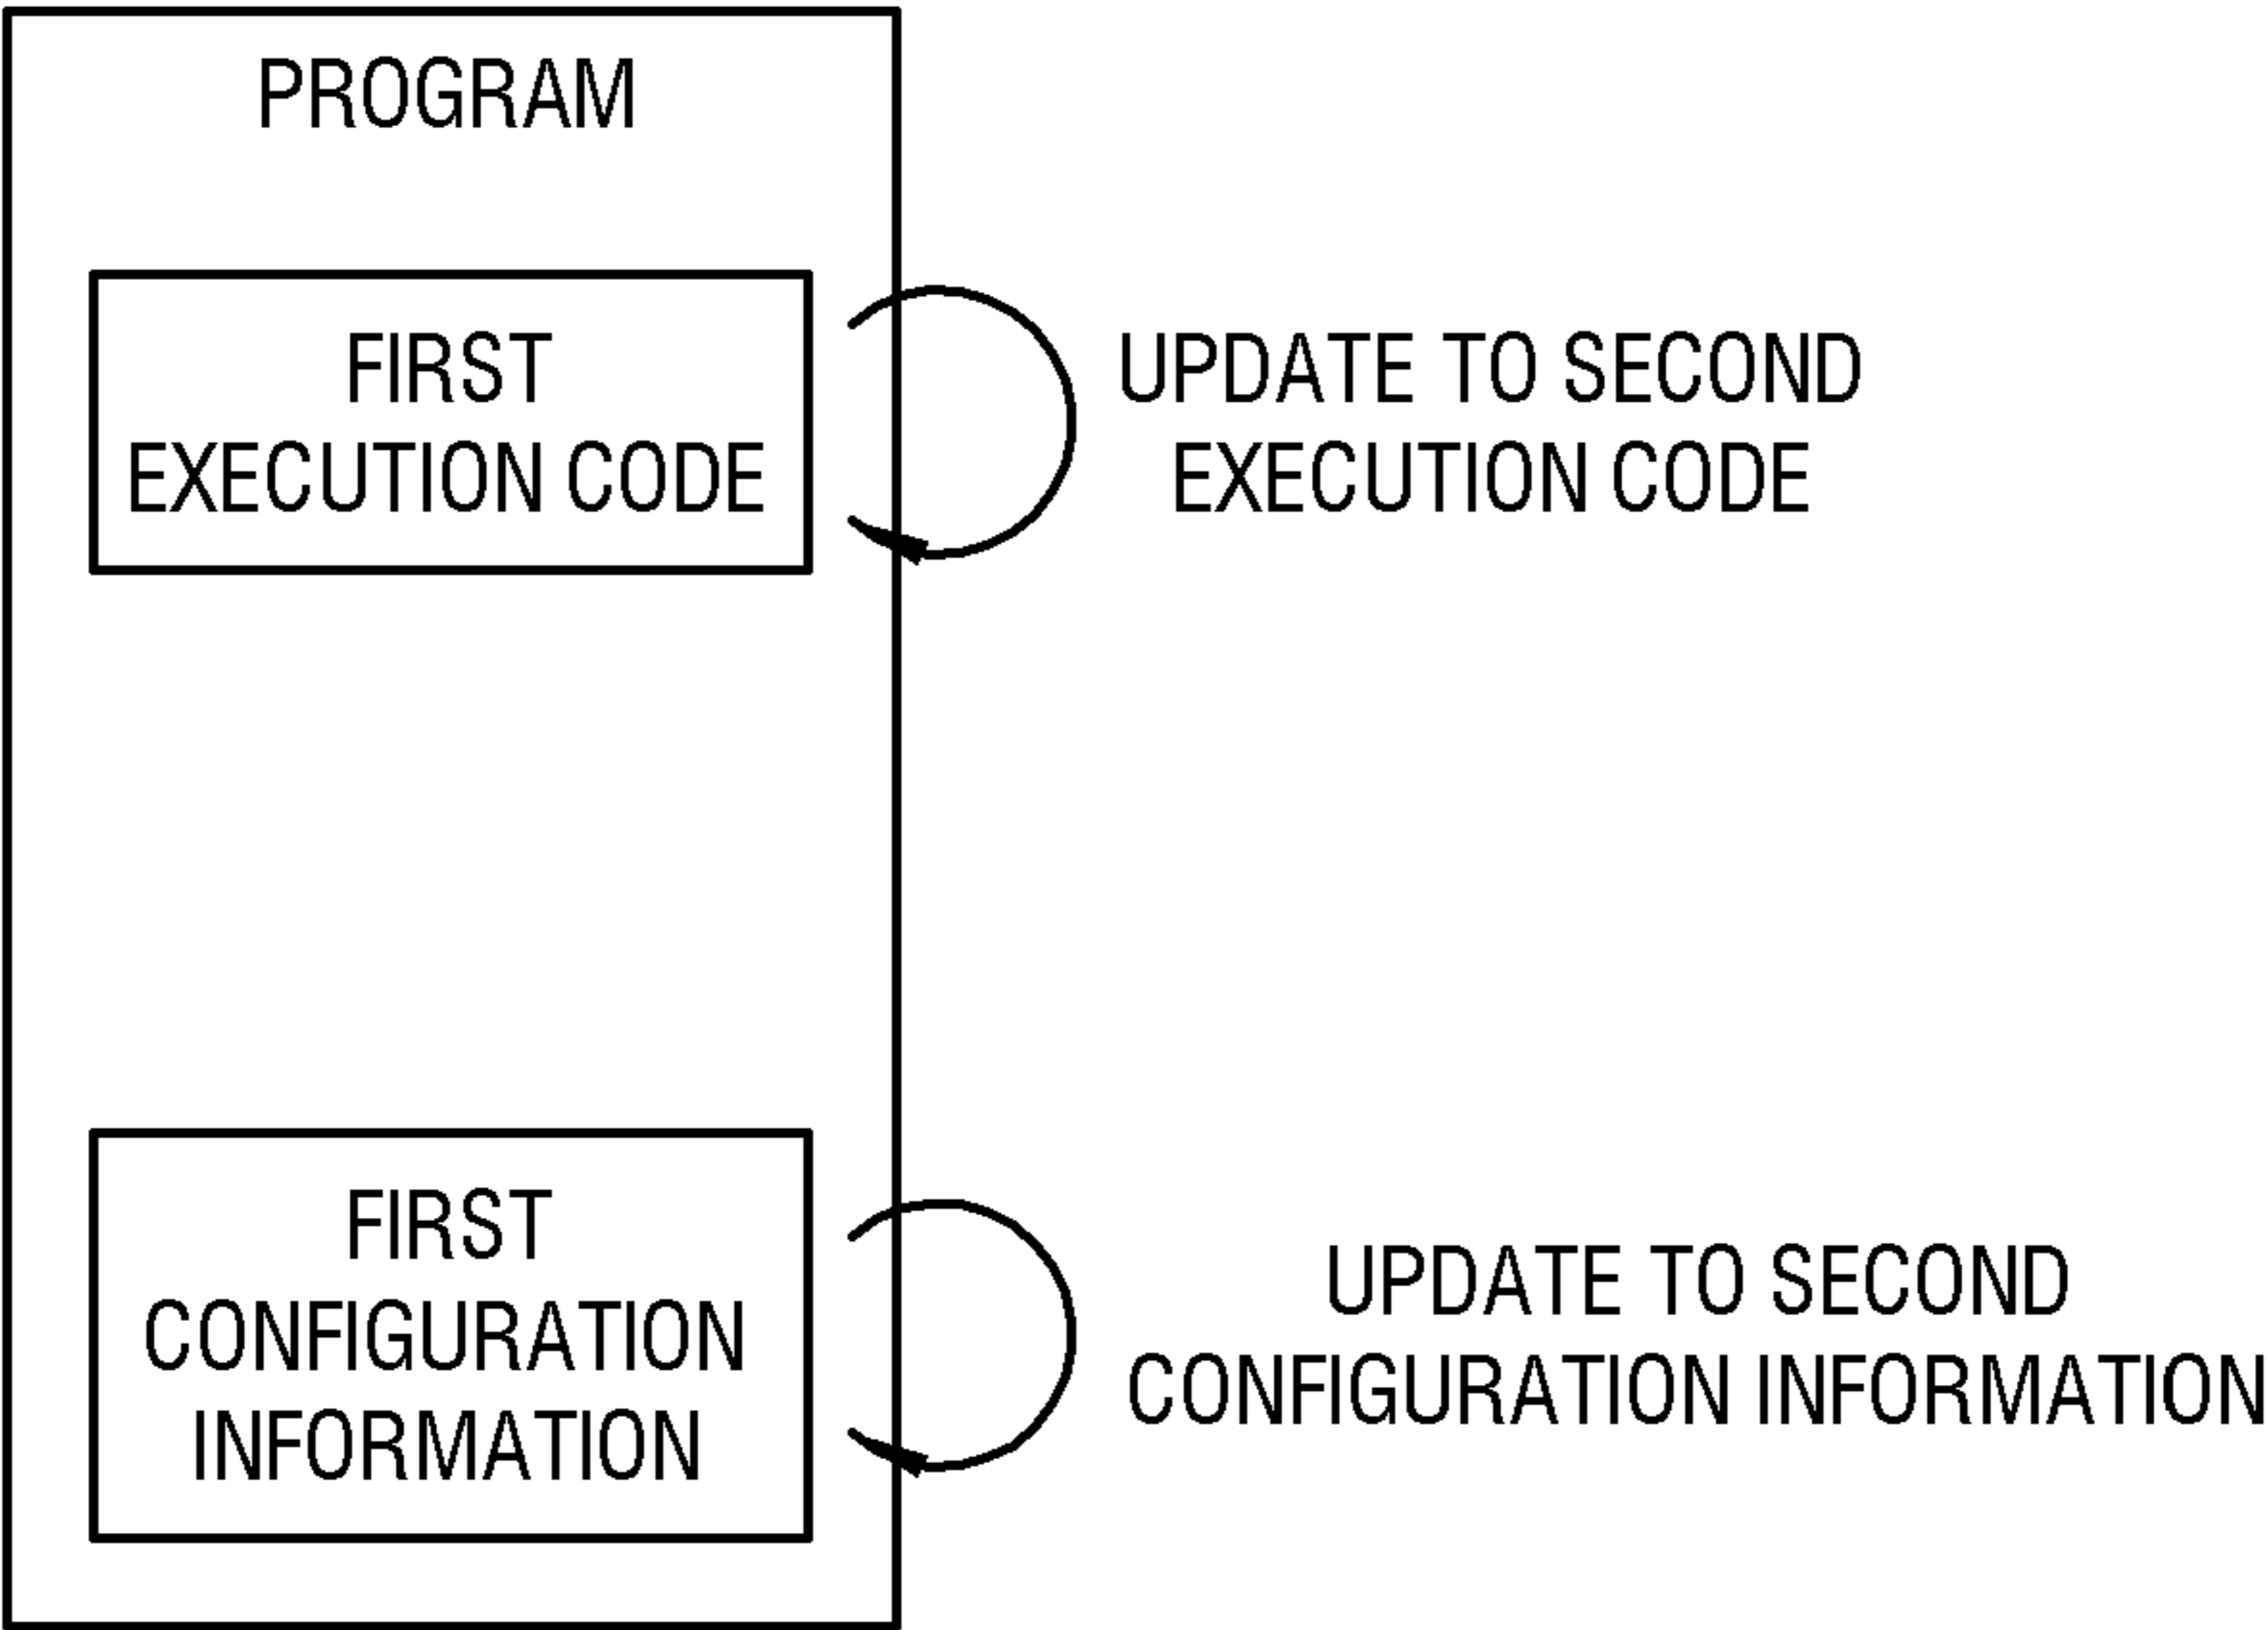 PROGRAM
FIRST
EXECUTION CODE
UPDATE TO SECOND
EXECUTION CODE
FIRST
CONFIGURATION
INFORMATION
UPDATE TO SECOND
CONFIGURATION INFORMATION